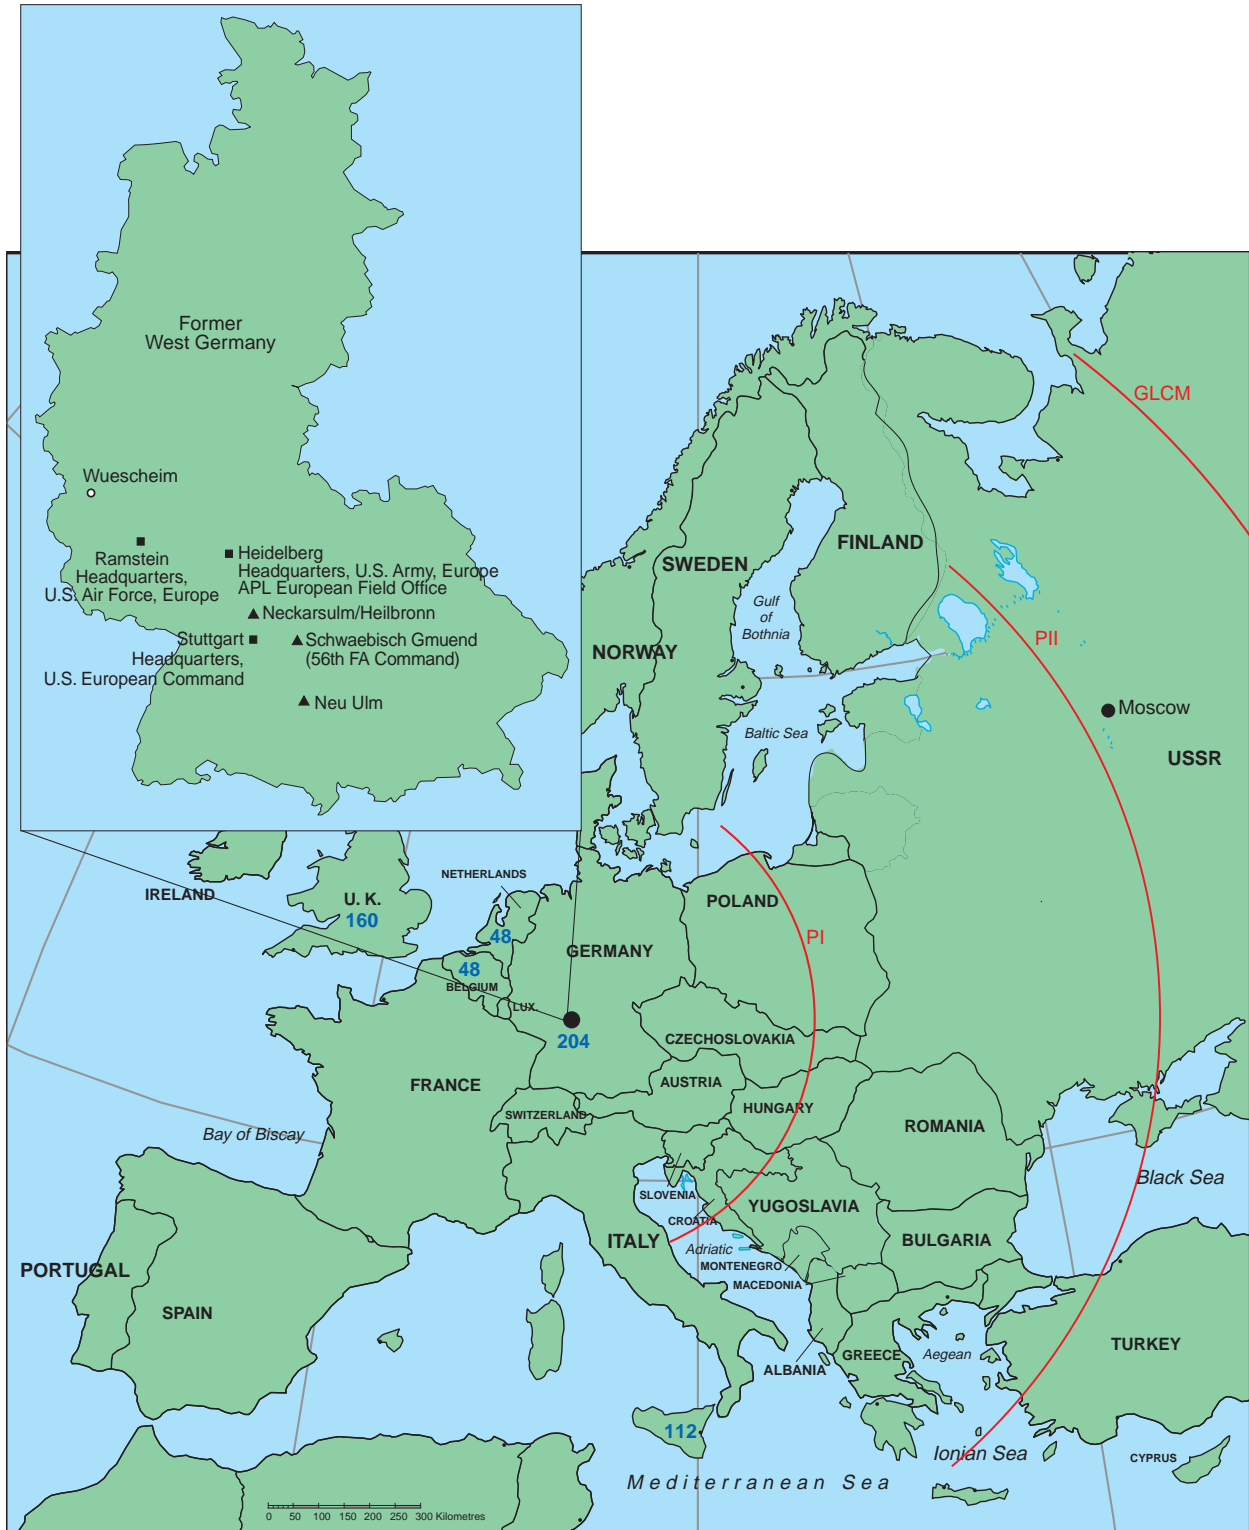 Former
West Germany
Wuescheim
Ramstein
Headquarters,
U.S. Air Force, Europe
Heidelberg
Headquarters, U.S. Army, Europe
APL European Field Office
Neckarsulm/Heilbronn
Stuttgart
Headquarters,
U.S. European Command
Schwaebisch Gmuend
(56th FA Command)
Neu Ulm
GLCM
FINLAND
SWEDEN
Gulf
of
Bothnia
NORWAY
PII
Moscow
Baltic Sea
USSR
IRELAND
U. K.
160
NETHERLANDS
48
48
BELGIUM
LUX.
GERMANY
204
POLAND
PI
CZECHOSLOVAKIA
FRANCE
AUSTRIA
SWITZERLAND
HUNGARY
ROMANIA
Bay of Biscay
Black Sea
SLOVENIA
CROATIA
YUGOSLAVIA
ITALY
Adriatic
BULGARIA
MONTENEGRO
MACEDONIA
PORTUGAL
SPAIN
ALBANIA
GREECE
Aegean
TURKEY
112
Ionian Sea
CYPRUS
Mediterranean Sea
0 50 100 150 200 250 300 Kilometres